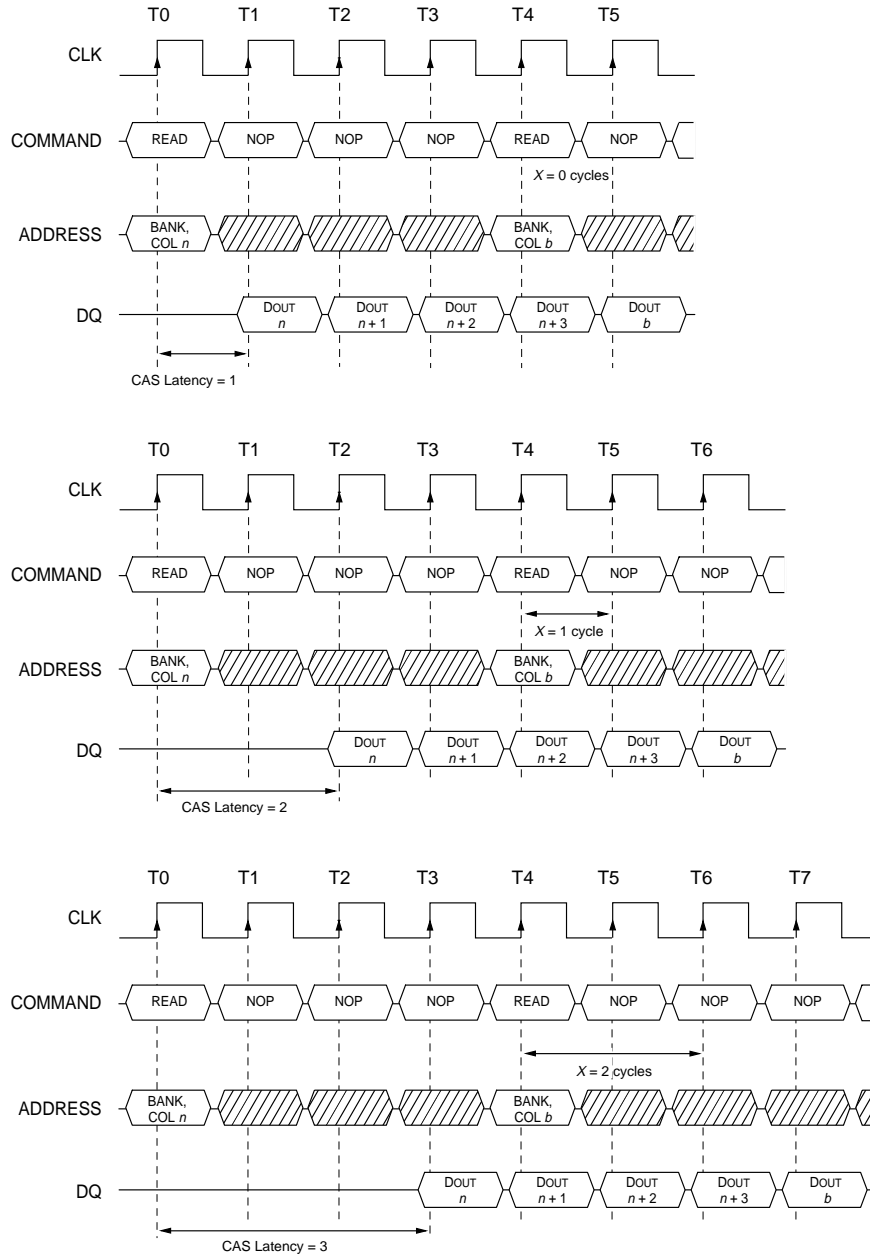 T0 T1 T2 T3 T4 T5
CLK
COMMAND READ NOP NOP NOP READ NOP
X = 0 cycles
ADDRESS BANK, COL n BANK, COL b
DQ DOUT n DOUT n + 1 DOUT n + 2 DOUT n + 3 DOUT b
CAS Latency = 1
T0 T1 T2 T3 T4 T5 T6
CLK
COMMAND READ NOP NOP NOP READ NOP NOP
X = 1 cycle
ADDRESS BANK, COL n BANK, COL b
DQ DOUT n DOUT n + 1 DOUT n + 2 DOUT n + 3 DOUT b
CAS Latency = 2
T0 T1 T2 T3 T4 T5 T6 T7
CLK
COMMAND READ NOP NOP NOP READ NOP NOP NOP
X = 2 cycles
ADDRESS BANK, COL n BANK, COL b
DQ DOUT n DOUT n + 1 DOUT n + 2 DOUT n + 3 DOUT b
CAS Latency = 3